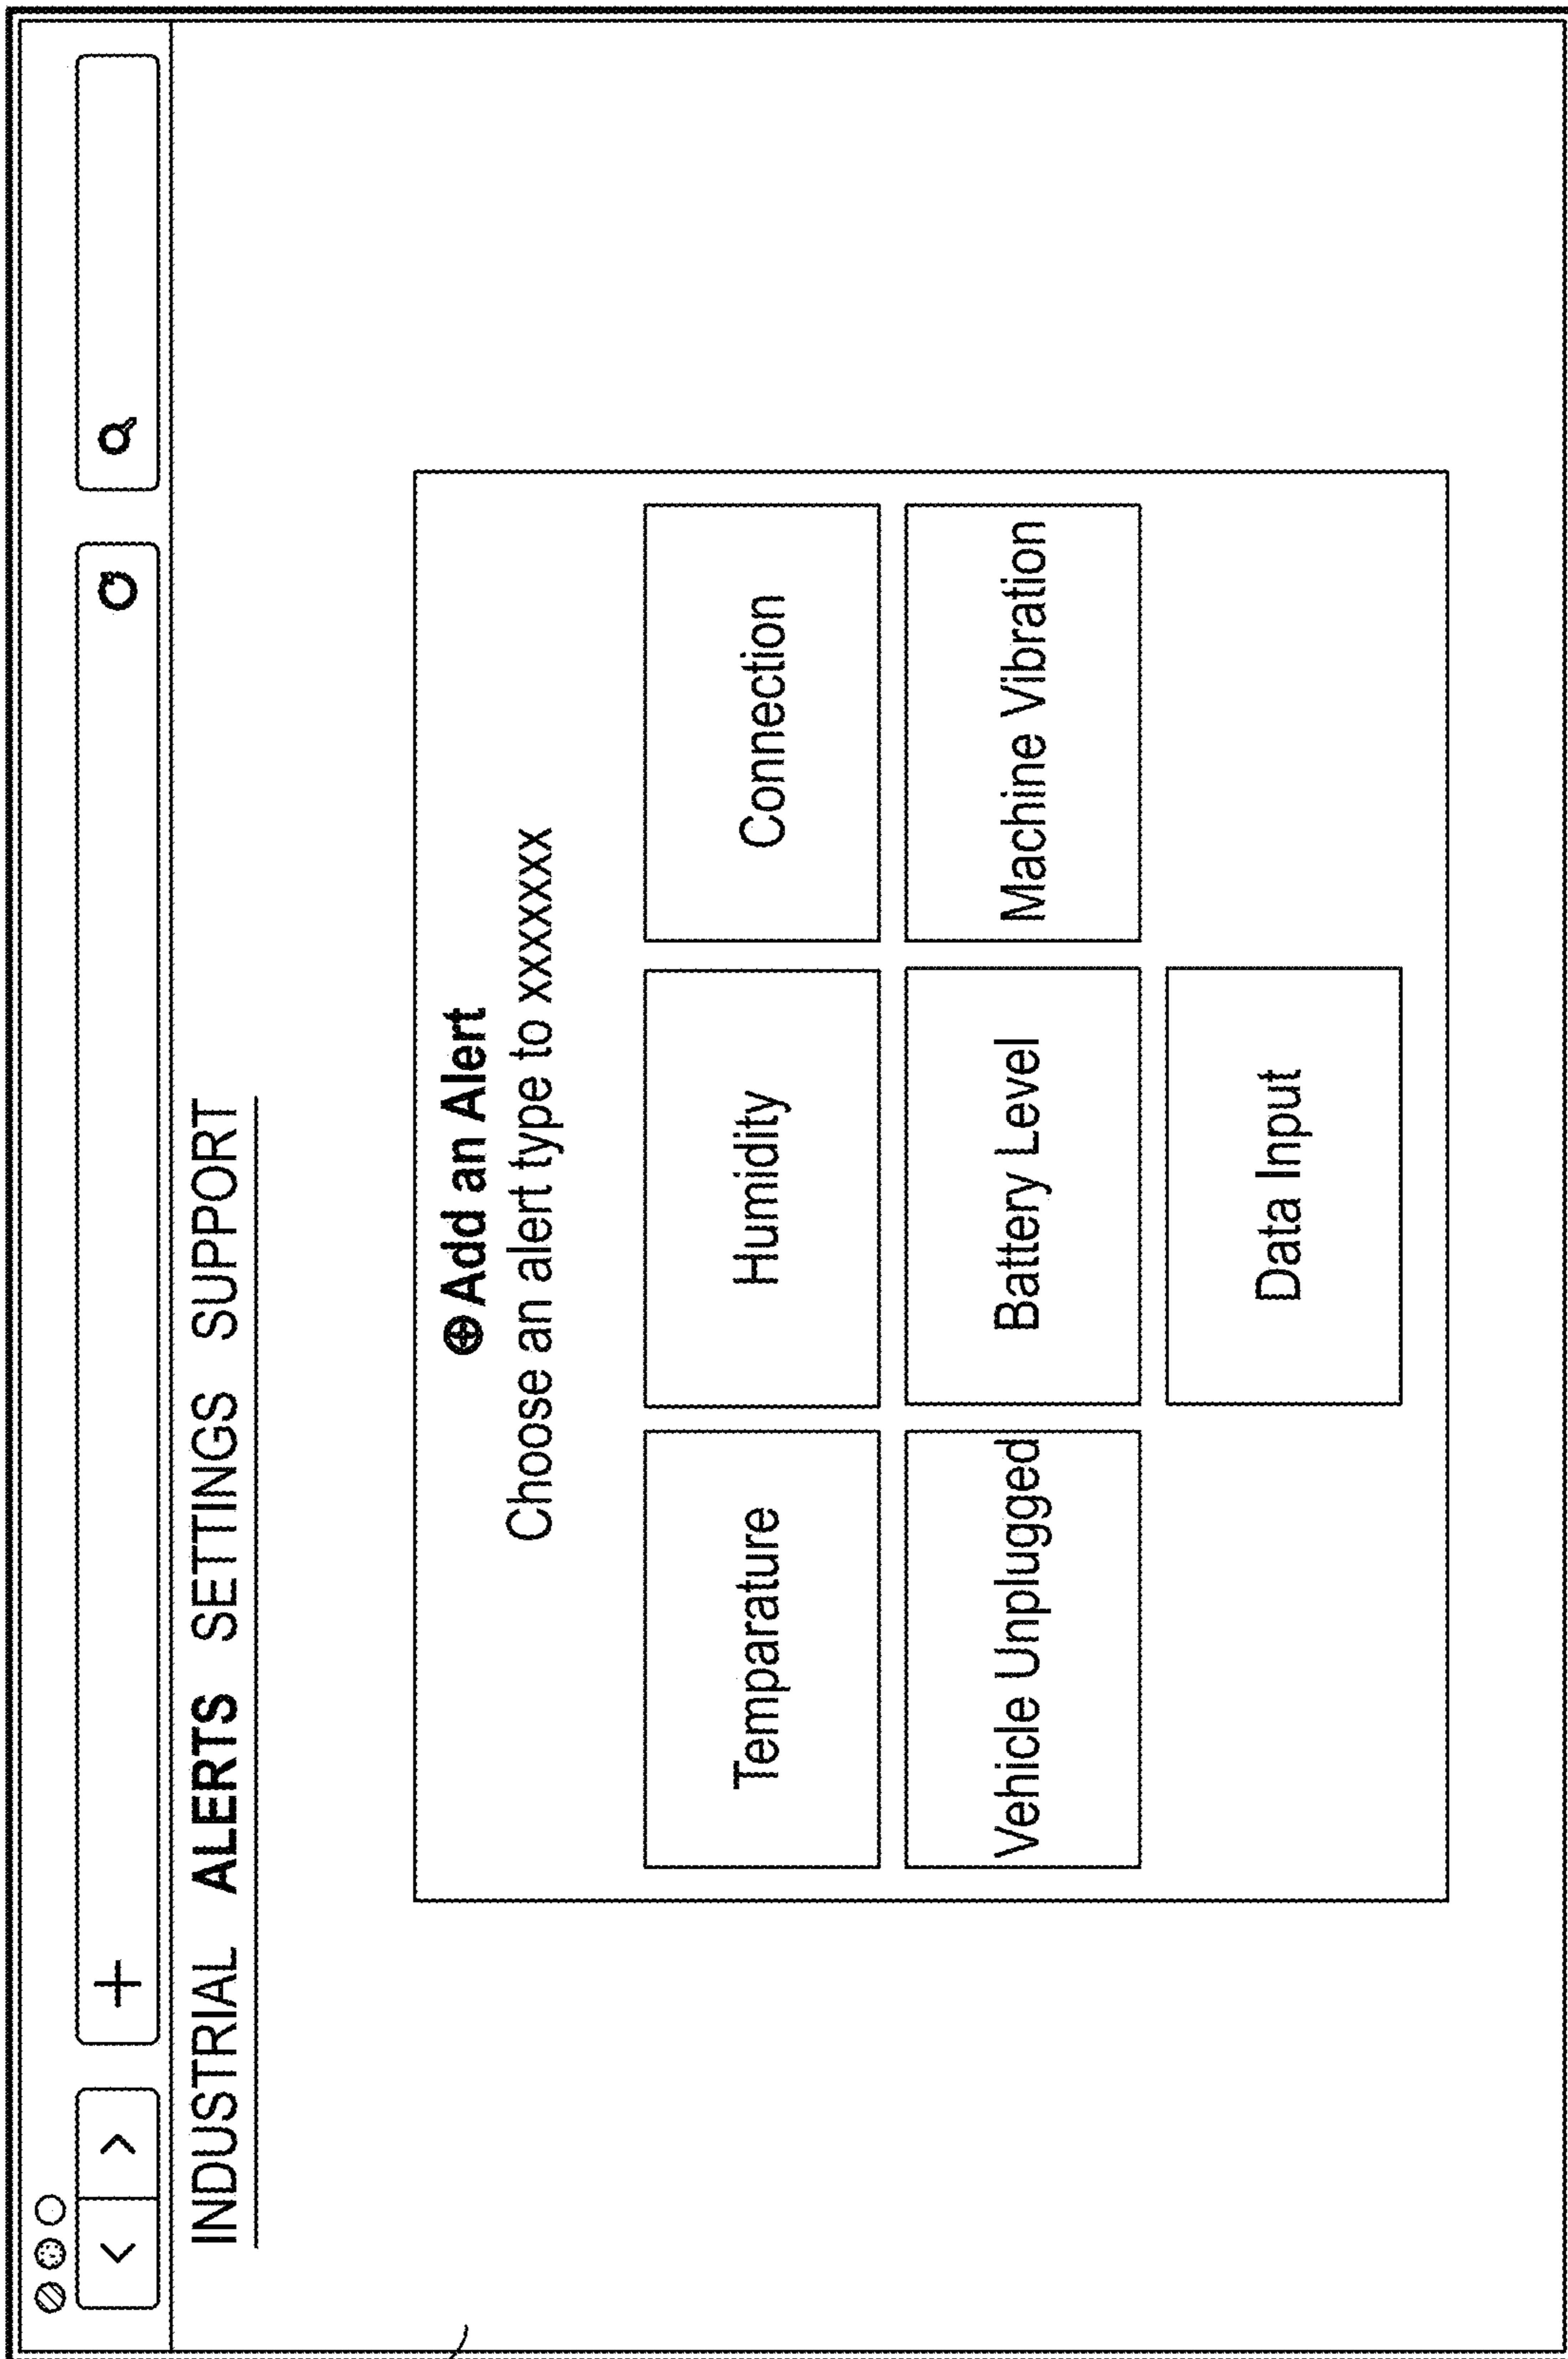 INDUSTRIAL ALERTS SETTINGS SUPPORT
Add an Alert
Choose an alert type to xxxxxxx
Temparature Humidity Connection
Vehicle Unplugged Battery Level Machine Vibration
Data Input